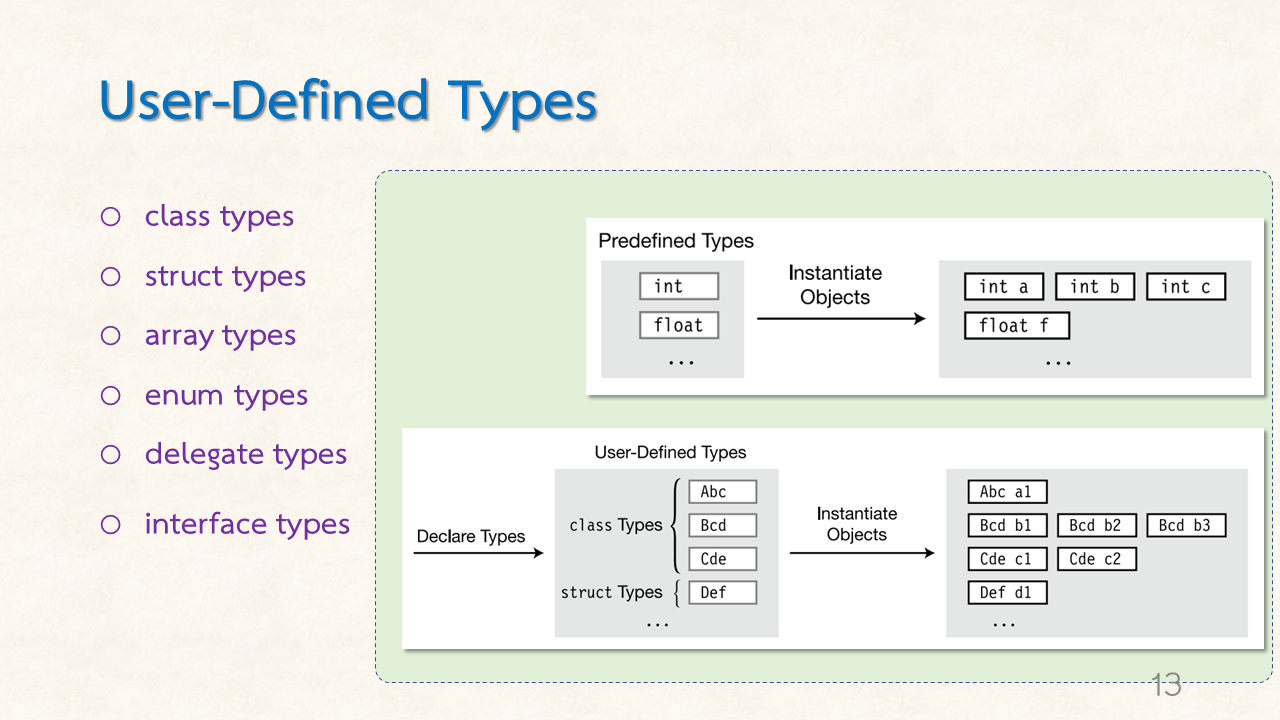 User-Defined Types
○ class types
○ struct types
○ array types
○ enum types
○ delegate types
○ interface types
Predefined Types
int
float
...
Instantiate
Objects
int a int b int c
float f
...
User-Defined Types
Declare Types
class Types
Abc
Bcd
Cde
struct Types
Def
...
Instantiate
Objects
Abc a1
Bcd b1 Bcd b2 Bcd b3
Cde c1 Cde c2
Def d1
...
13